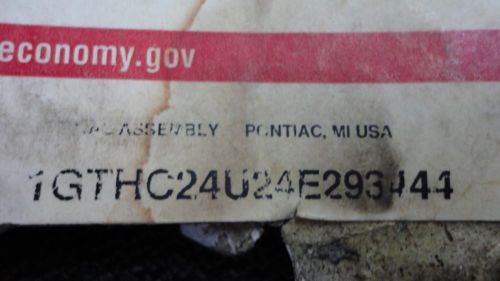 economy.gov
ASSEMBLY PONTIAC, MI USA
1GTHC24U24E293444